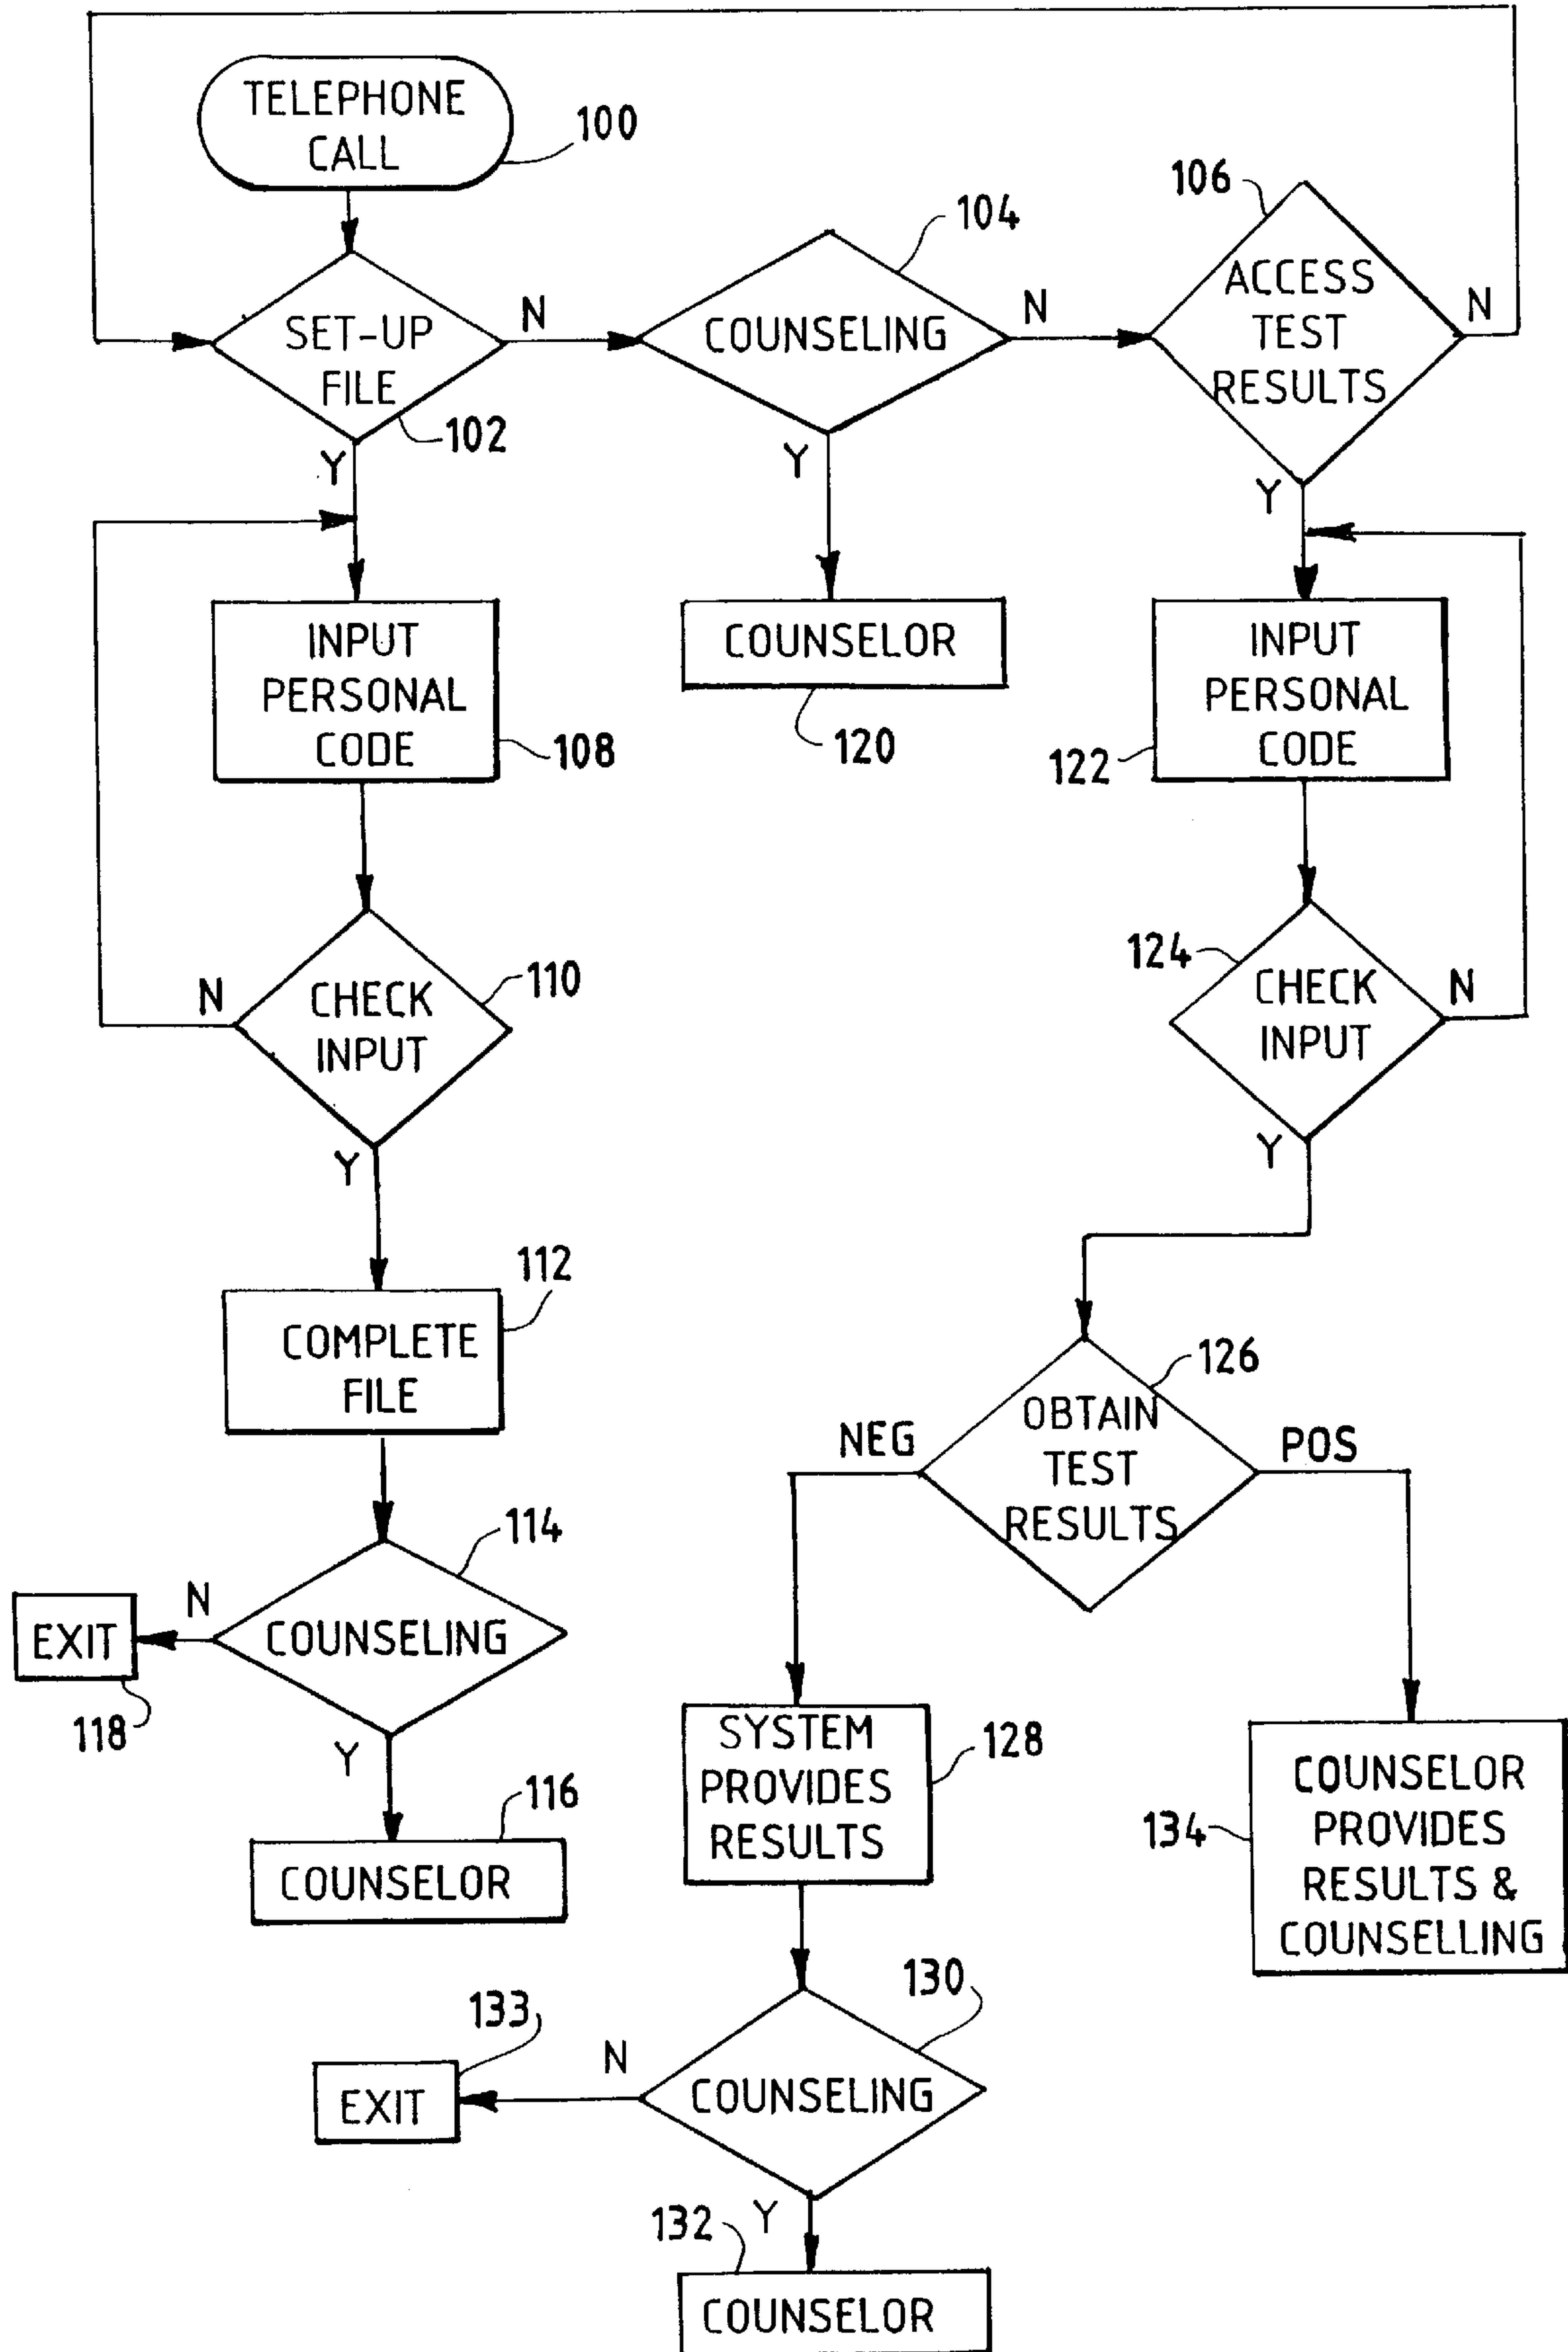 TELEPHONE
CALL
100
SET-UP
FILE
102
N
Y
COUNSELING
104
N
Y
ACCESS
TEST
RESULTS
106
N
Y
INPUT
PERSONAL
CODE
108
COUNSELOR
120
INPUT
PERSONAL
CODE
122
CHECK
INPUT
110
N
Y
CHECK
INPUT
124
N
Y
COMPLETE
FILE
112
OBTAIN
TEST
RESULTS
126
NEG
POS
COUNSELING
114
N
Y
EXIT
118
COUNSELOR
116
SYSTEM
PROVIDES
RESULTS
128
COUNSELOR
PROVIDES
RESULTS &
COUNSELLING
134
COUNSELING
130
N
Y
EXIT
133
COUNSELOR
132